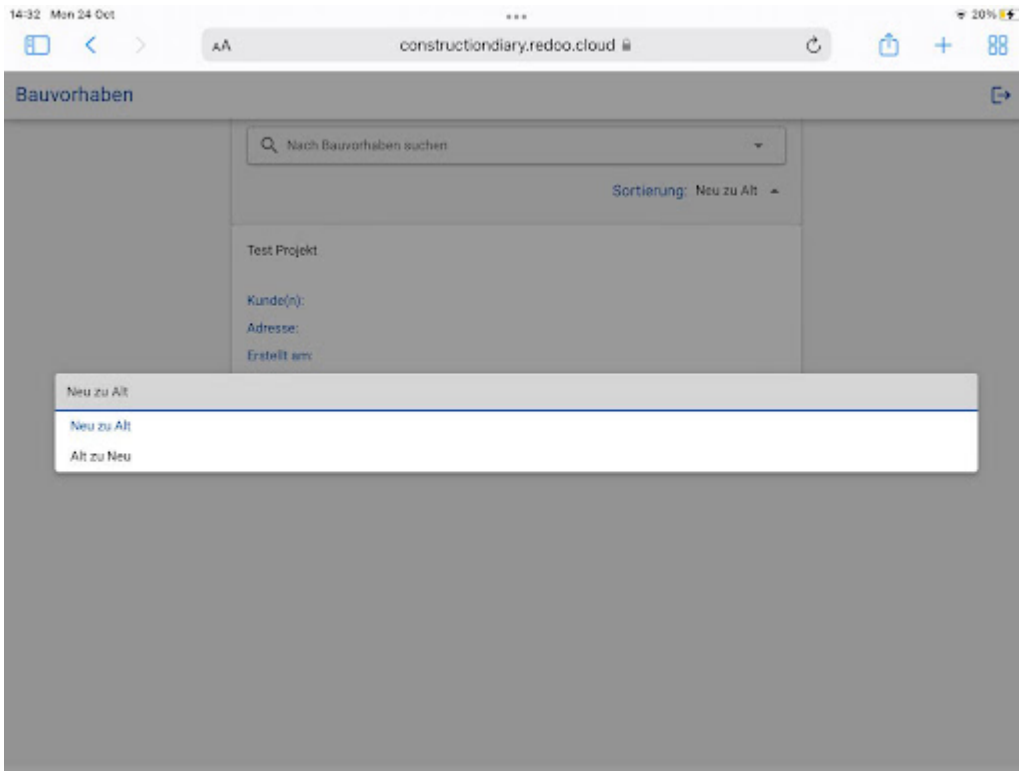 14:32 Mon 24 Oct
20%
AA
constructiondiary.redoo.cloud
Bauvorhaben
Nach Bauvorhaben suchen
Sortierung: Neu zu Alt
Test Projekt
Kunde(n):
Adresse:
Erstellt am:
Neu zu Alt
Neu zu Alt
Alt zu Neu